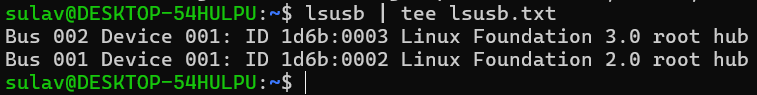 sulav@DESKTOP-54HULPU:~$ lsusb | tee lsusb.txt
Bus 002 Device 001: ID 1d6b:0003 Linux Foundation 3.0 root hub
Bus 001 Device 001: ID 1d6b:0002 Linux Foundation 2.0 root hub
sulav@DESKTOP-54HULPU:~$